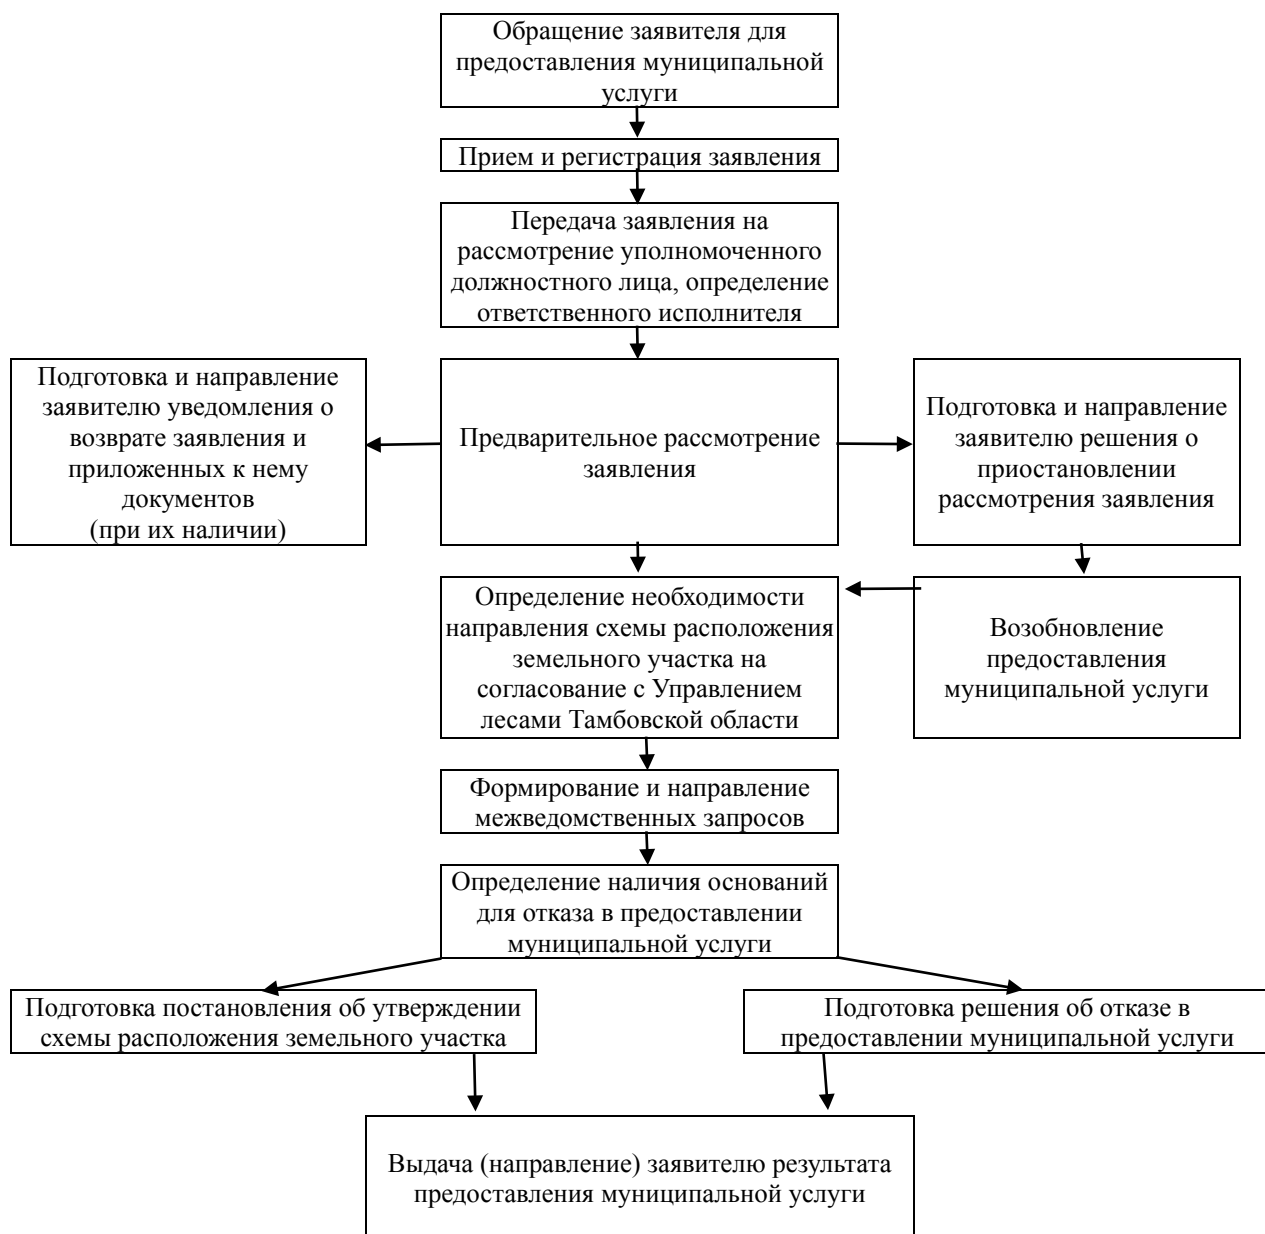 Обращение заявителя для
предоставления муниципальной
услуги
Прием и регистрация заявления
Передача заявления на
рассмотрение уполномоченного
должностного лица, определение
ответственного исполнителя
Подготовка и направление
заявителю уведомления о
возврате заявления и
приложенных к нему
документов
(при их наличии)
Предварительное рассмотрение
заявления
Подготовка и направление
заявителю решения о
приостановлении
рассмотрения заявления
Определение необходимости
направления схемы расположения
земельного участка на
согласование с Управлением
лесами Тамбовской области
Возобновление
предоставления
муниципальной услуги
Формирование и направление
межведомственных запросов
Определение наличия оснований
для отказа в предоставлении
муниципальной услуги
Подготовка постановления об утверждении
схемы расположения земельного участка
Подготовка решения об отказе в
предоставлении муниципальной услуги
Выдача (направление) заявителю результата
предоставления муниципальной услуги